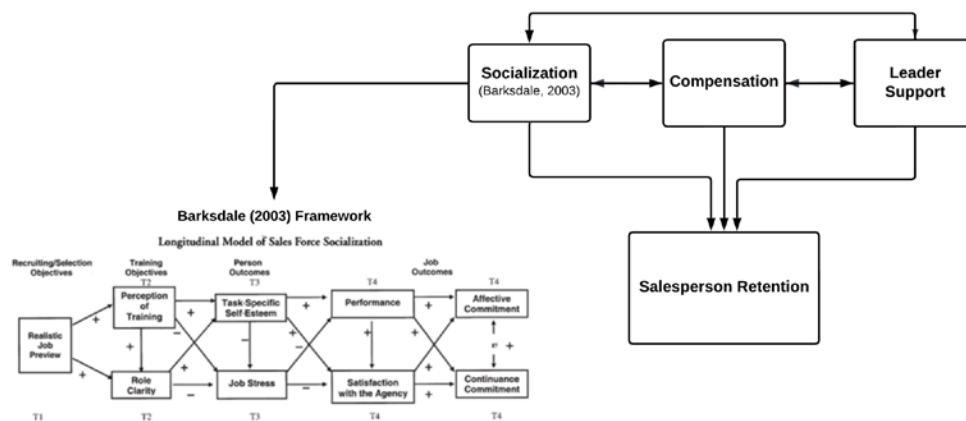 Socialization
(Barksdale, 2003)
Compensation
Leader
Support
Salesperson Retention
Barksdale (2003) Framework
Longitudinal Model of Sales Force Socialization
Recruiting/Selection
Objectives
Training
Objectives
T2
Person
Outcomes
T3
Job
Outcomes
T4
T4
Perception
of
Training
Task-Specific
Self-Esteem
Performance
Affective
Commitment
Realistic
Job
Preview
Role
Clarity
Job Stress
Satisfaction
with the Agency
Continuance
Commitment
+
+
+
+
−
+
−
+
−
+
−
+
−
+
+
+
+
+
+
T1
T2
T3
T4
T4